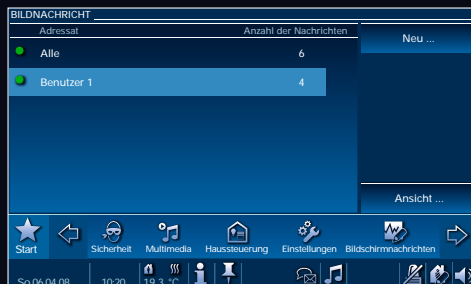 BILDNACHRICHT
Adressat Anzahl der Nachrichten
Neu ...
Alle 6
Benutzer 1 4
Ansicht ...
Start Sicherheit Multimedia Haussteuerung Einstellungen Bildschirmnachrichten
So 06.04.08 10:20 19.3 °C